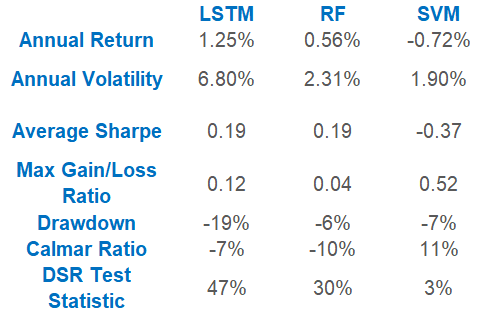 LSTM RF SVM
Annual Return 1.25% 0.56% -0.72%
Annual Volatility 6.80% 2.31% 1.90%
Average Sharpe 0.19 0.19 -0.37
Max Gain/Loss
Ratio 0.12 0.04 0.52
Drawdown -19% -6% -7%
Calmar Ratio -7% -10% 11%
DSR Test
Statistic 47% 30% 3%